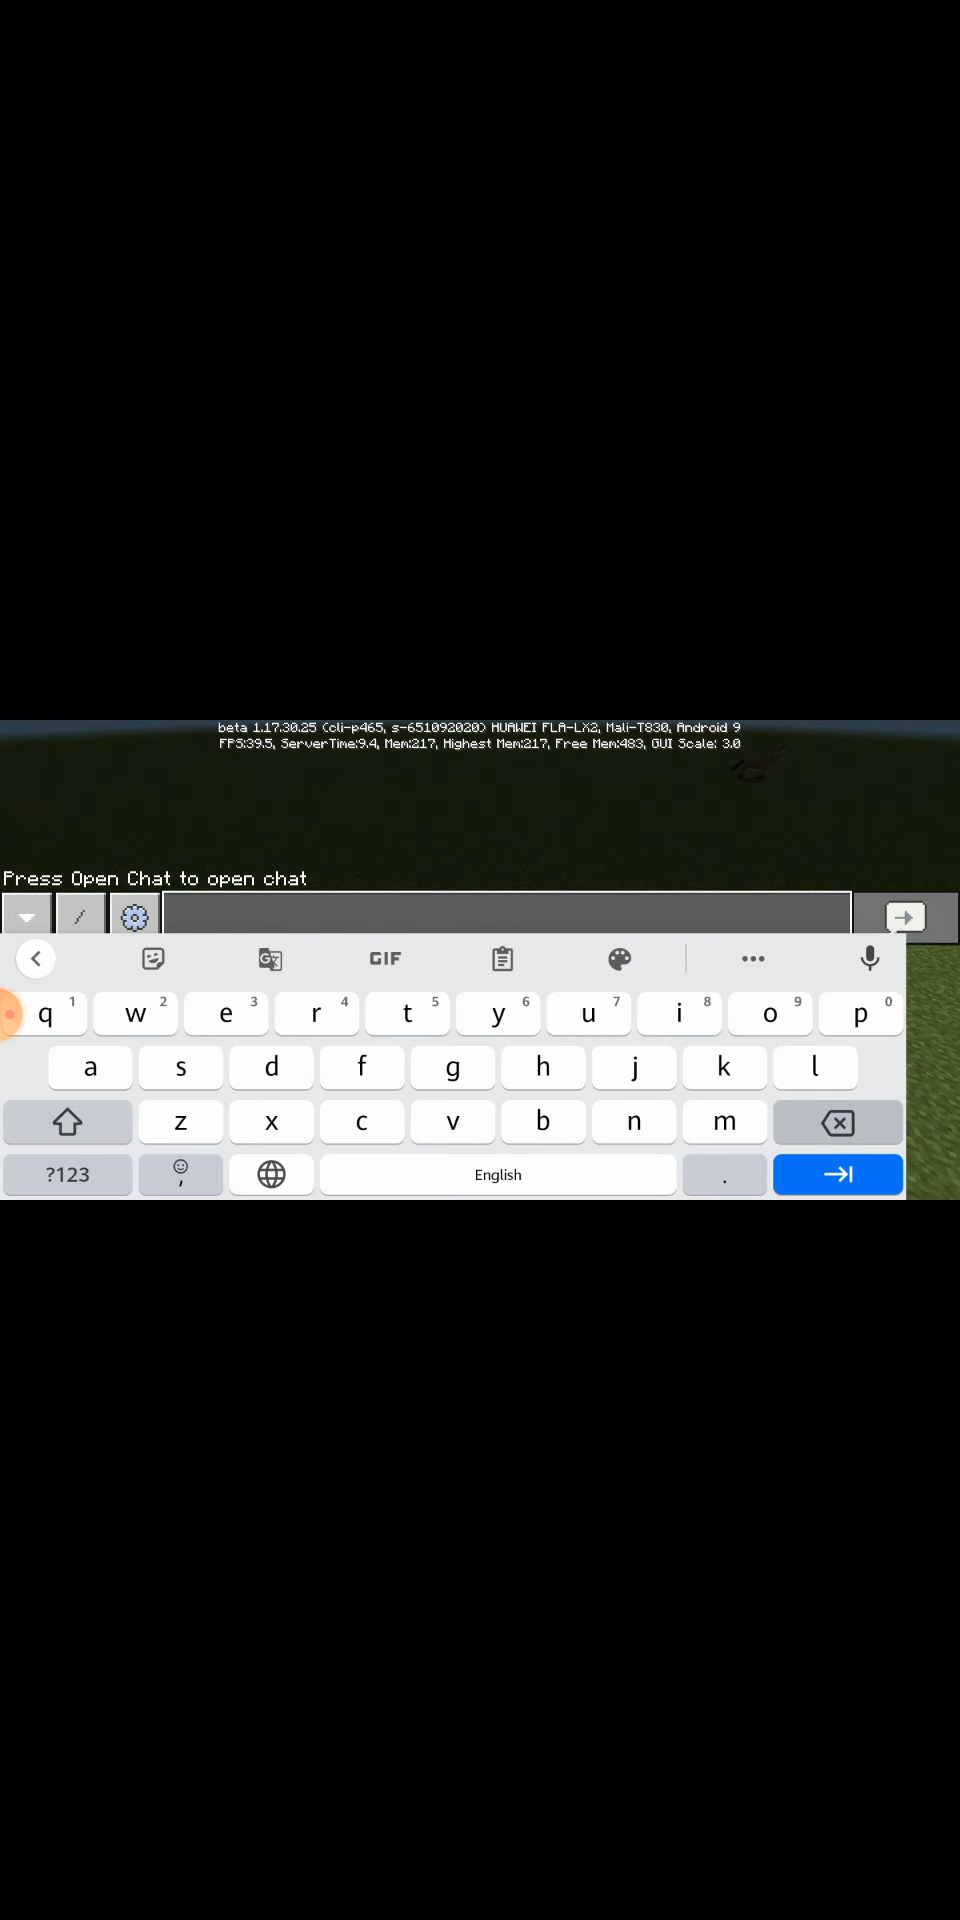 beta 1.17.30.25 (cli-p465, s-651092020) HUAWEI FLA-LX2, Mali-T830, Android 9
FPS:39.5, ServerTime:9.4, Mem:217, Highest Mem:217, Free Mem:483, GUI Scale: 3.0
Press Open Chat to open chat
/
GIF
q 1 w 2 e 3 r 4 t 5 y 6 u 7 i 8 o 9 p 0
a s d f g h j k l
z x c v b n m
?123 , English .